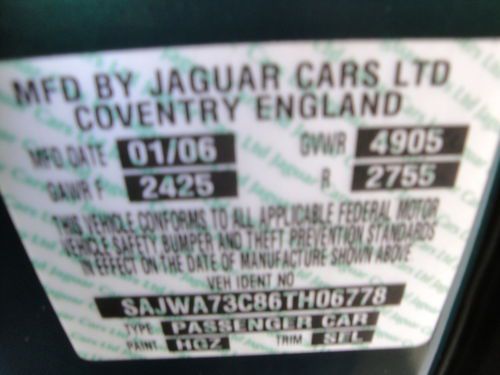 MFD BY JAGUAR CARS LTD
COVENTRY ENGLAND
MFD DATE 01/06 GVWR 4905
GAWR F 2425 R 2755
THIS VEHICLE CONFORMS TO ALL APPLICABLE FEDERAL MOTOR
VEHICLE SAFETY BUMPER AND THEFT PREVENTION STANDARDS
IN EFFECT ON THE DATE OF MANUFACTURE SHOWN ABOVE
VEH IDENT NO
SAJWA73C86TH06778
TYPE PASSENGER CAR
PAINT HGZ TRIM SEL